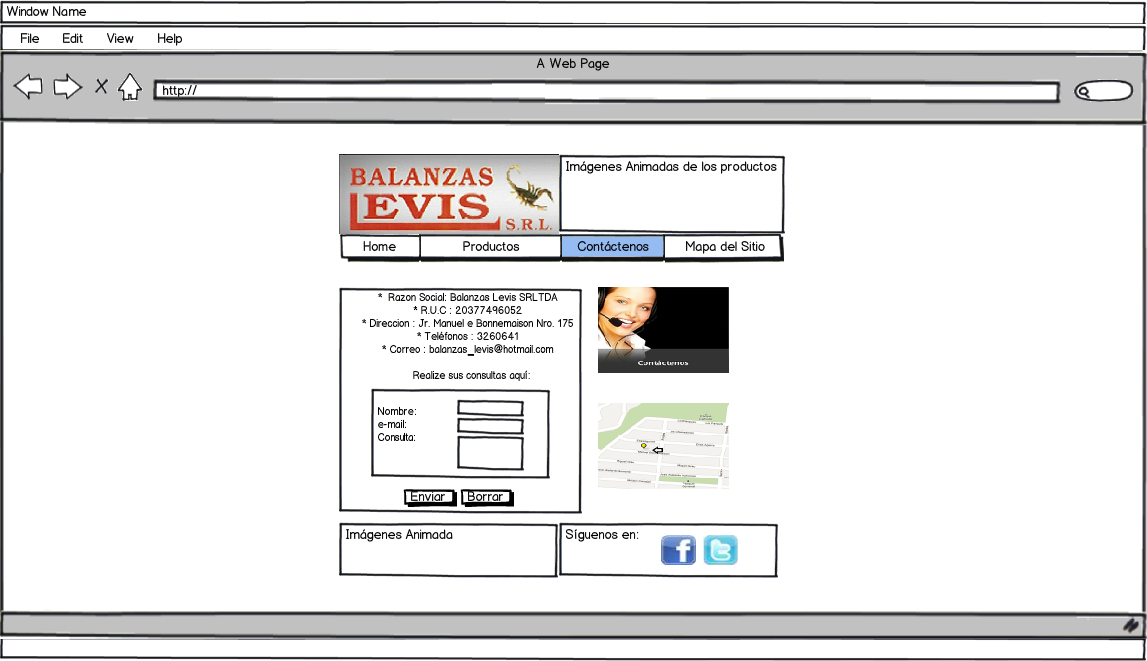 Window Name
File Edit View Help
A Web Page
http://
BALANZAS
LEVIS
S.R.L.
Imágenes Animadas de los productos
Home Productos Contáctenos Mapa del Sitio
* Razon Social: Balanzas Levis SRLTDA
* R.U.C : 20377496052
* Direccion : Jr. Manuel e Bonnemaison Nro. 175
* Teléfonos : 3260641
* Correo : balanzas_levis@hotmail.com
Realize sus consultas aquí:
Nombre:
e-mail:
Consulta:
Enviar Borrar
Contáctenos
Imágenes Animada
Síguenos en: